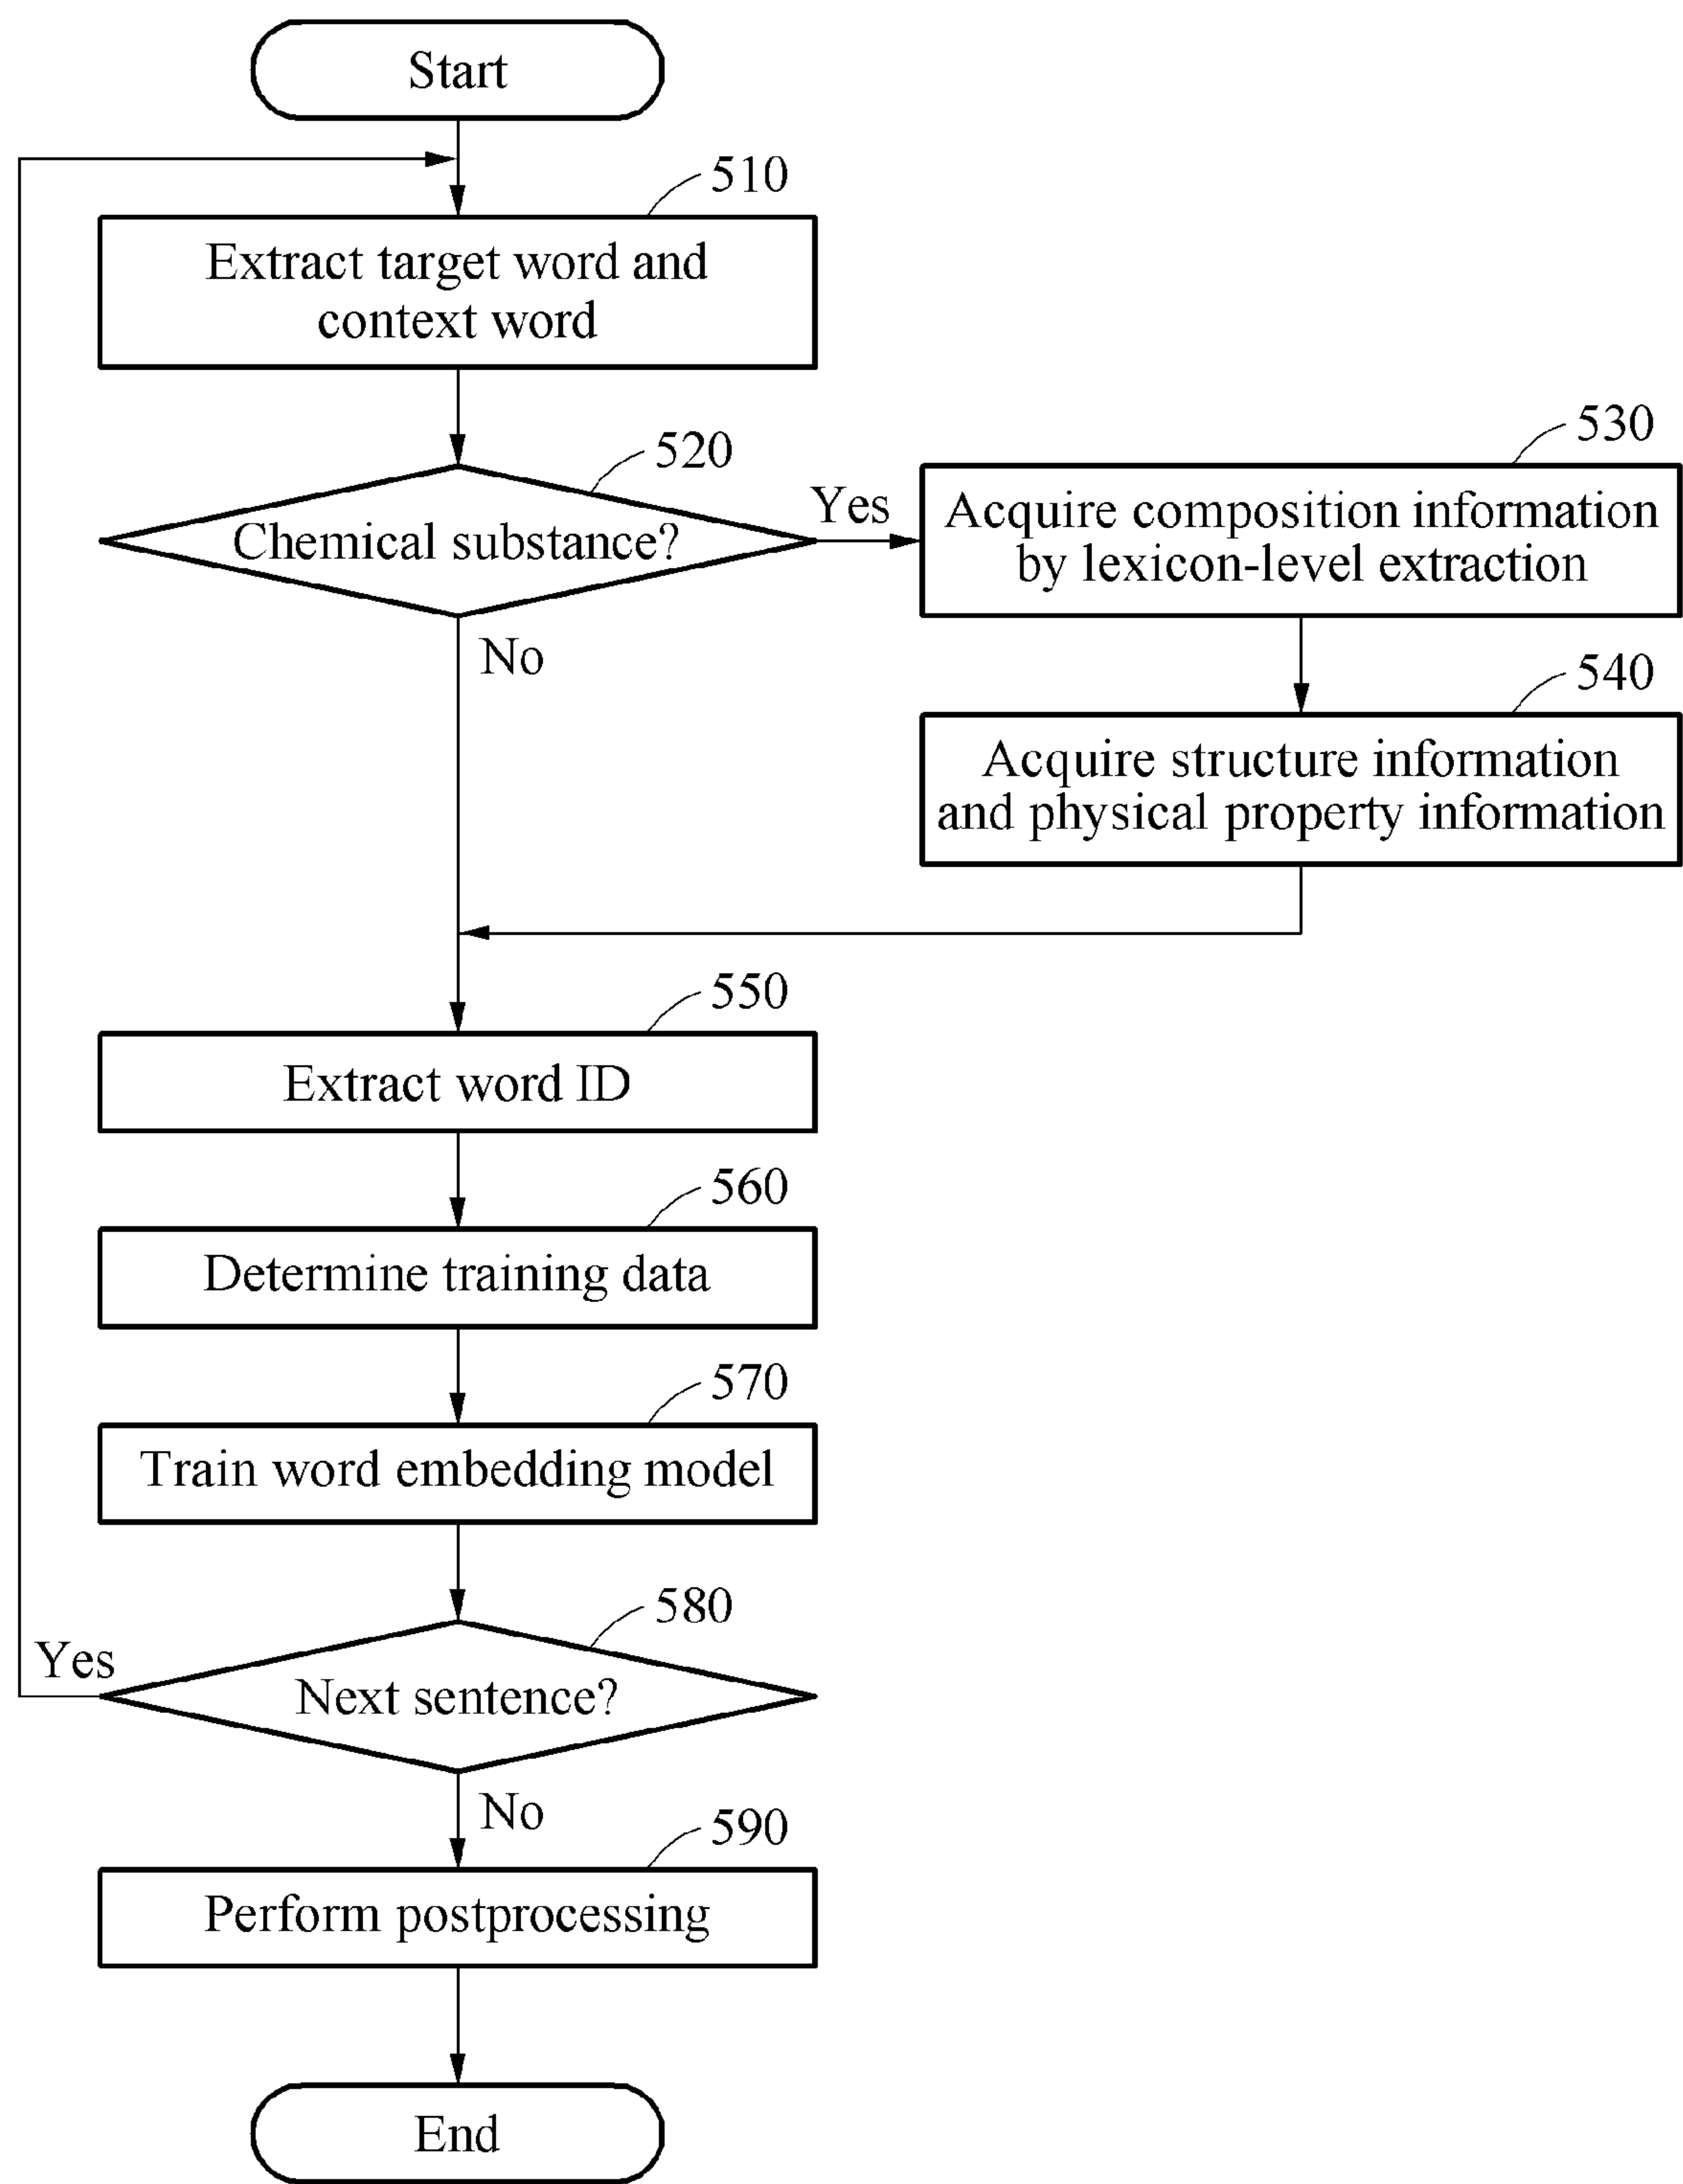 Start
510
Extract target word and
context word
520
Chemical substance?
Yes
No
530
Acquire composition information
by lexicon-level extraction
540
Acquire structure information
and physical property information
550
Extract word ID
560
Determine training data
570
Train word embedding model
580
Next sentence?
Yes
No
590
Perform postprocessing
End